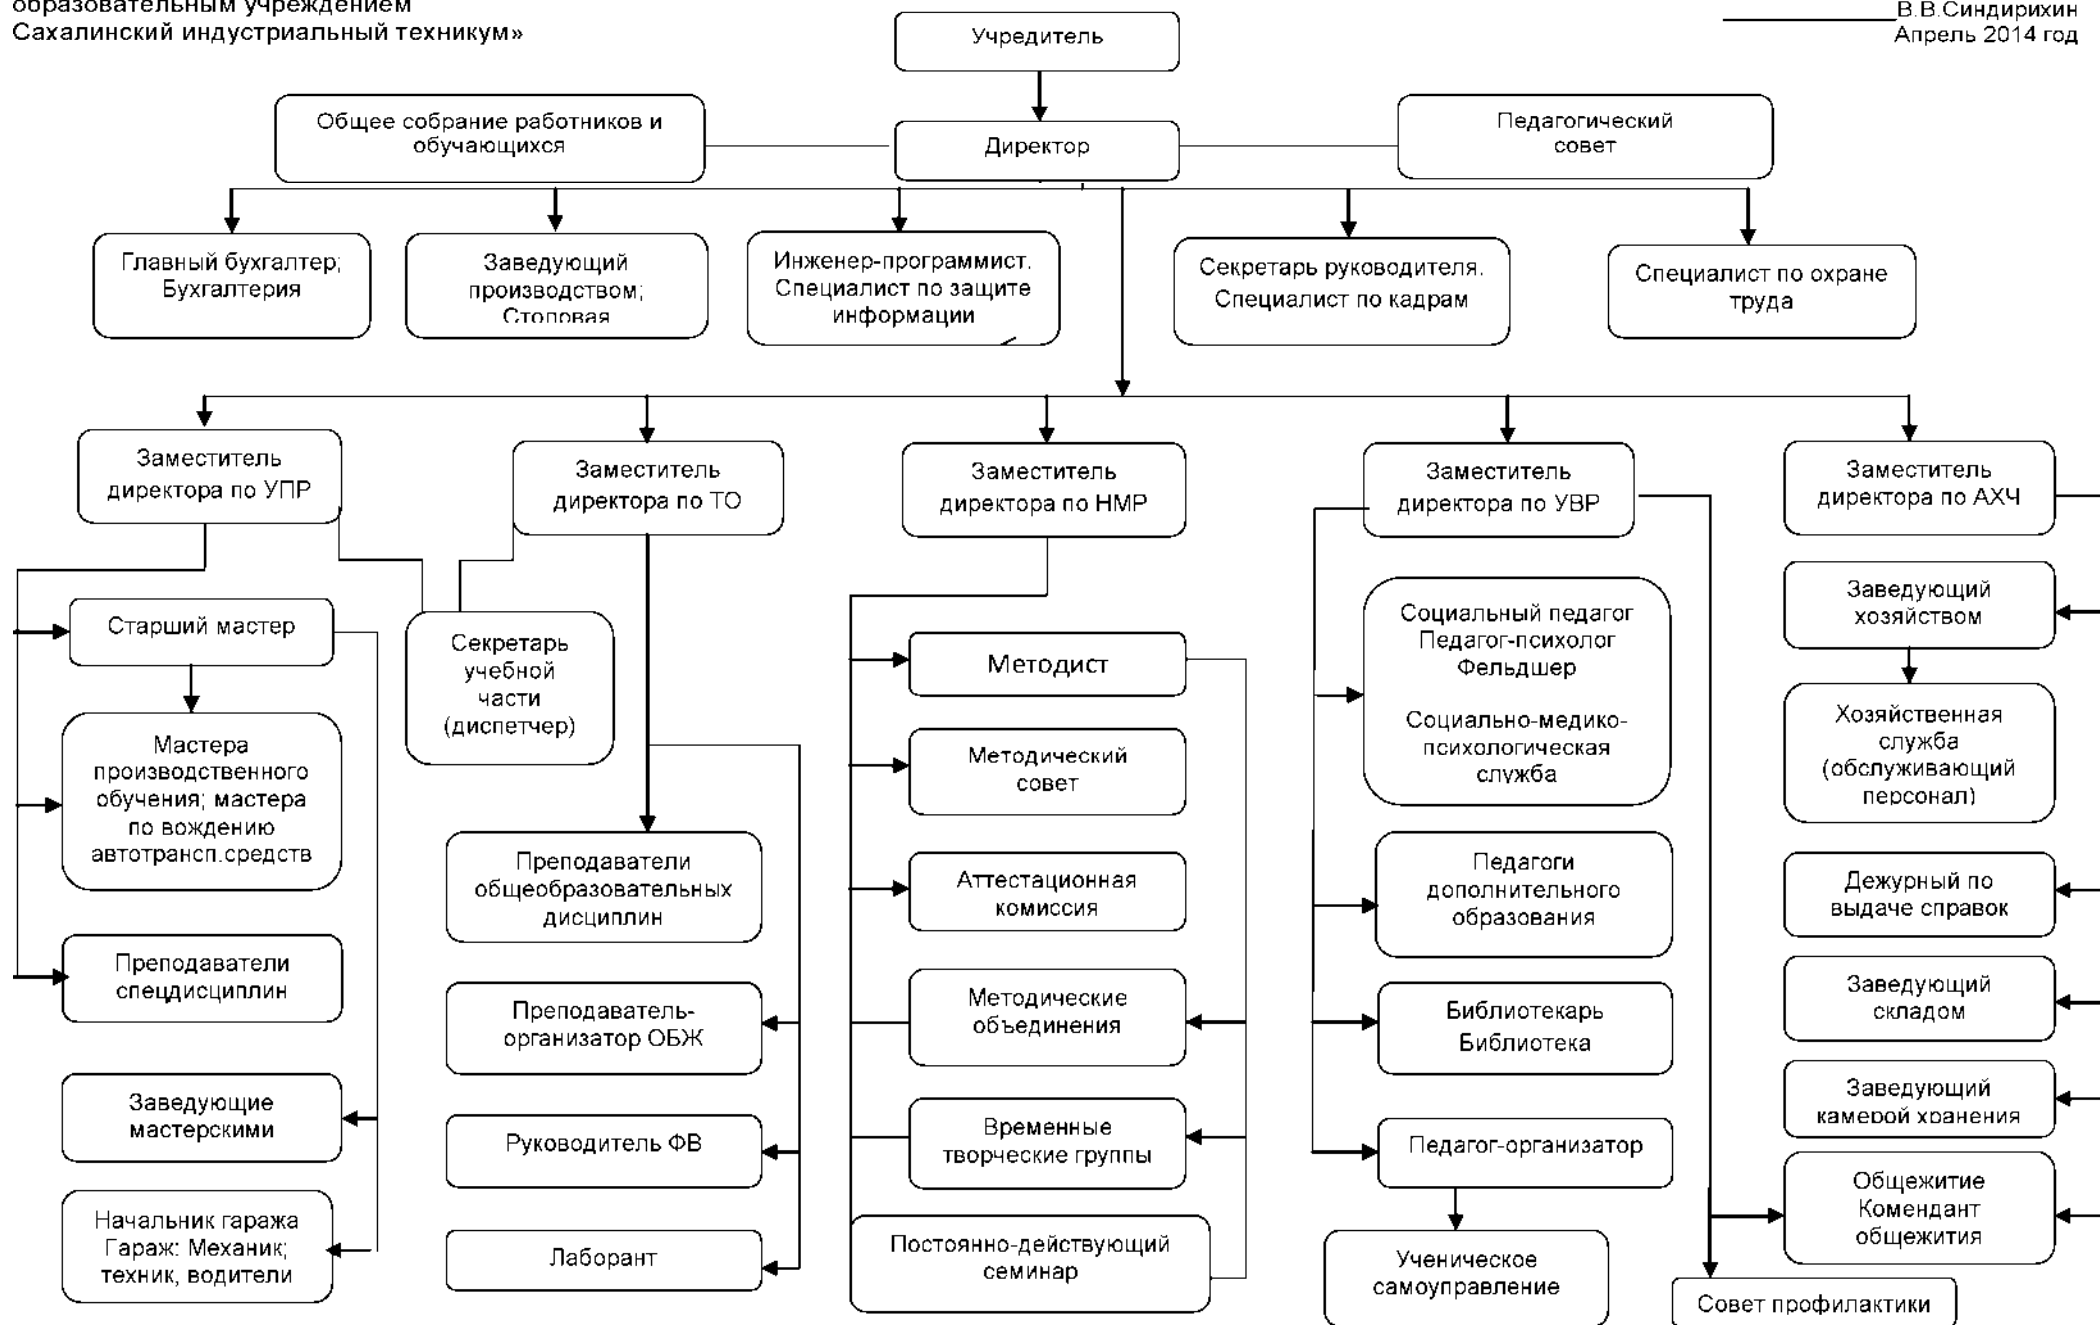 образовательным учреждением
Сахалинский индустриальный техникум»
В.В.Синдирихин
Апрель 2014 год
Учредитель
Общее собрание работников и
обучающихся
Директор
Педагогический
совет
Главный бухгалтер;
Бухгалтерия
Заведующий
производством;
Столовая
Инженер-программист.
Специалист по защите
информации
Секретарь руководителя.
Специалист по кадрам
Специалист по охране
труда
Заместитель
директора по УПР
Заместитель
директора по ТО
Заместитель
директора по НМР
Заместитель
директора по УВР
Заместитель
директора по АХЧ
Старший мастер
Мастера
производственного
обучения; мастера
по вождению
автотрансп.средств
Преподаватели
спецдисциплин
Заведующие
мастерскими
Начальник гаража
Гараж: Механик;
техник, водители
Секретарь
учебной
части
(диспетчер)
Преподаватели
общеобразовательных
дисциплин
Преподаватель-
организатор ОБЖ
Руководитель ФВ
Лаборант
Методист
Методический
совет
Аттестационная
комиссия
Методические
объединения
Временные
творческие группы
Постоянно-действующий
семинар
Социальный педагог
Педагог-психолог
Фельдшер
Социально-медико-
психологическая
служба
Педагоги
дополнительного
образования
Библиотекарь
Библиотека
Педагог-организатор
Ученическое
самоуправление
Заведующий
хозяйством
Хозяйственная
служба
(обслуживающий
персонал)
Дежурный по
выдаче справок
Заведующий
складом
Заведующий
камерой хранения
Общежитие
Комендант
общежития
Совет профилактики